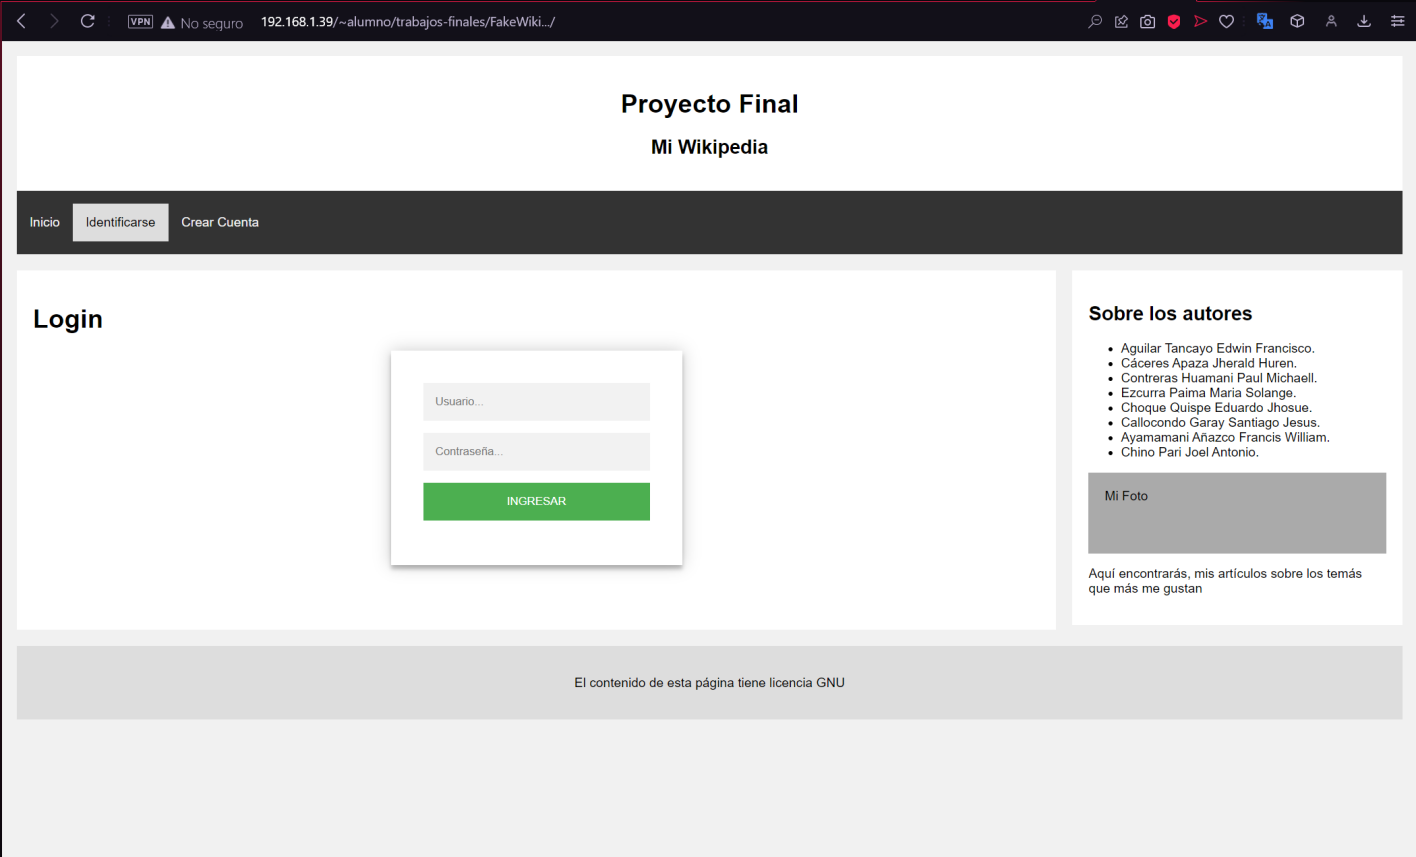 VPN No seguro 192.168.1.39/~alumno/trabajos-finales/FakeWiki.../
Proyecto Final
Mi Wikipedia
Inicio Identificarse Crear Cuenta
Login
Usuario...
Contraseña...
INGRESAR
Sobre los autores
Aguilar Tancayo Edwin Francisco.
Cáceres Apaza Jherald Huren.
Contreras Huamani Paul Michaell.
Ezcurra Paima Maria Solange.
Choque Quispe Eduardo Jhosue.
Callocondo Garay Santiago Jesus.
Ayamamani Añazco Francis William.
Chino Pari Joel Antonio.
Mi Foto
Aquí encontrarás, mis artículos sobre los temás
que más me gustan
El contenido de esta página tiene licencia GNU